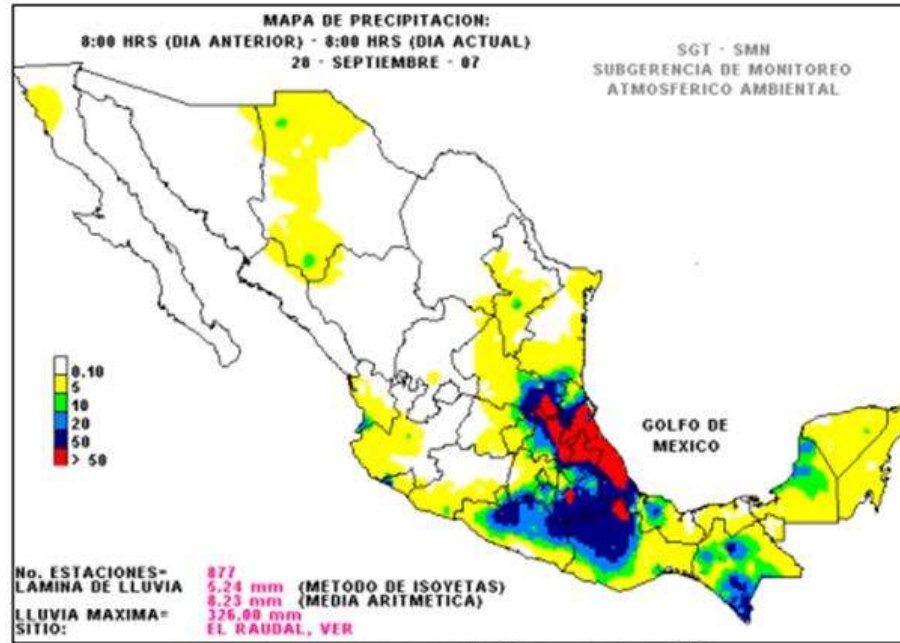 MAPA DE PRECIPITACION:
8:00 HRS (DIA ANTERIOR) - 8:00 HRS (DIA ACTUAL)
28 - SEPTIEMBRE - 07
SGT - SMN
SUBGERENCIA DE MONITOREO
ATMOSFERICO AMBIENTAL
0.10
5
10
20
50
> 50
GOLFO DE
MEXICO
No. ESTACIONES= 877
LAMINA DE LLUVIA 5.24 mm (METODO DE ISOYETAS)
8.23 mm (MEDIA ARITMETICA)
LLUVIA MAXIMA= 326.00 mm
SITIO: EL RAUDAL, VER